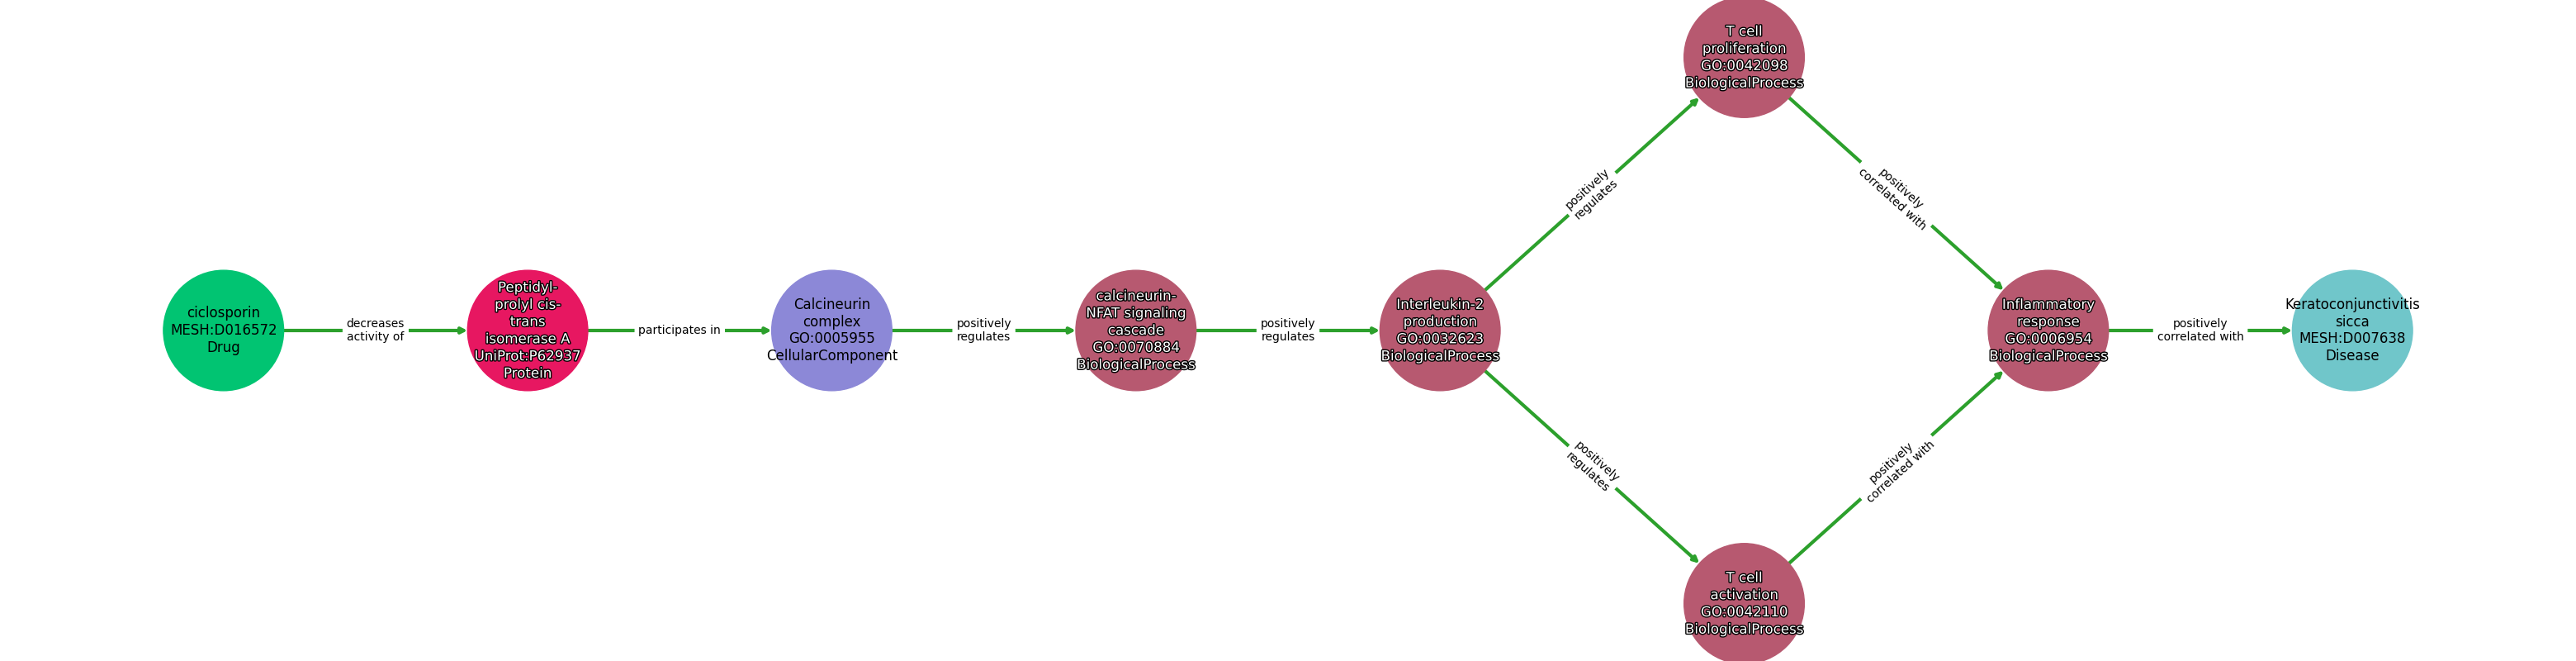 ciclosporin
MESH:D016572
Drug
decreases
activity of
Peptidyl-
prolyl cis-
trans
isomerase A
UniProt:P62937
Protein
participates in
Calcineurin
complex
GO:0005955
CellularComponent
positively
regulates
calcineurin-
NFAT signaling
cascade
GO:0070884
BiologicalProcess
positively
regulates
Interleukin-2
production
GO:0032623
BiologicalProcess
positively
regulates
T cell
proliferation
GO:0042098
BiologicalProcess
positively
correlated with
positively
regulates
T cell
activation
GO:0042110
BiologicalProcess
positively
correlated with
Inflammatory
response
GO:0006954
BiologicalProcess
positively
correlated with
Keratoconjunctivitis
sicca
MESH:D007638
Disease